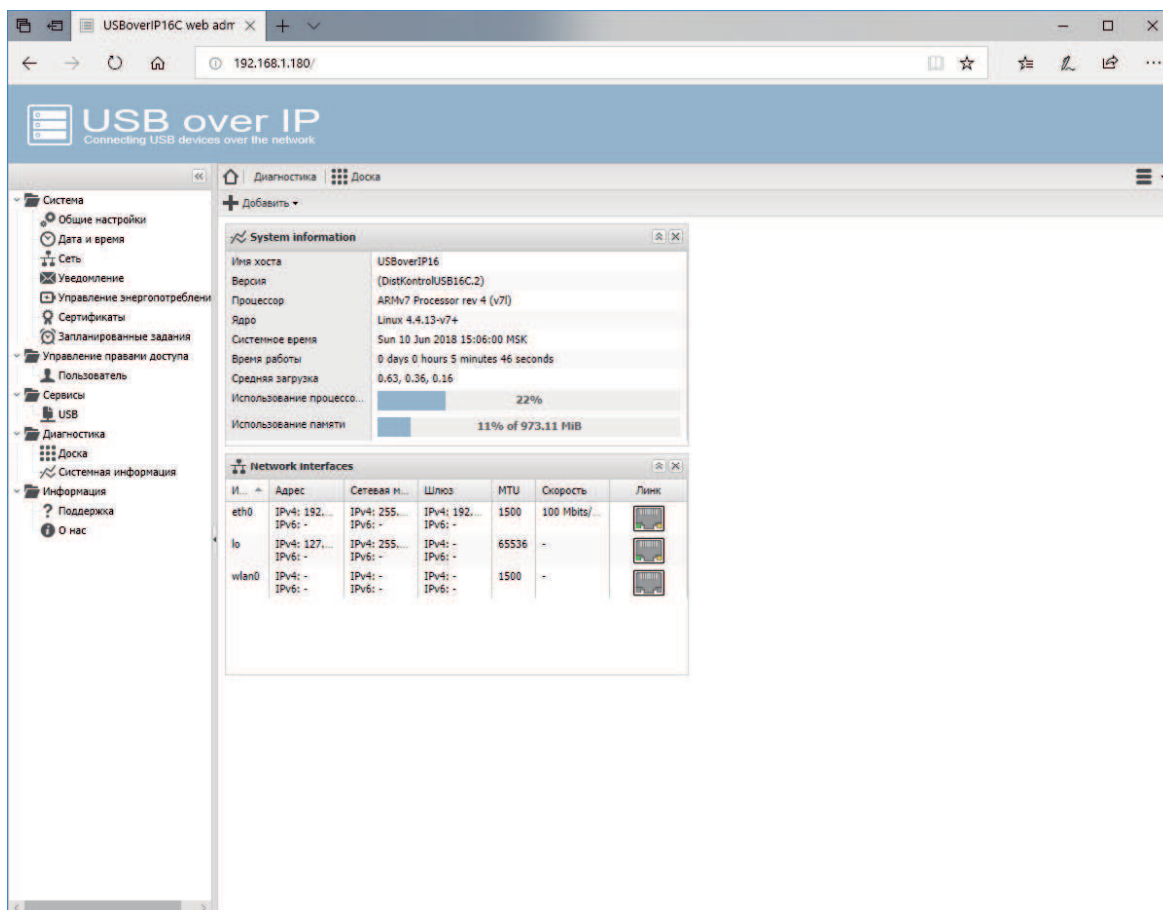 USBoverIP16C web adm
192.168.1.180/
USB over IP
Connecting USB devices over the network
Диагностика Доска
Добавить
Система
Общие настройки
Дата и время
Сеть
Уведомление
Управление энергопотреблени
Сертификаты
Запланированные задания
Управление правами доступа
Пользователь
Сервисы
USB
Диагностика
Доска
Системная информация
Информация
Поддержка
О нас
System information
Имя хоста USBoverIP16
Версия (DistKontrolUSB16C.2)
Процессор ARMv7 Processor rev 4 (v7l)
Ядро Linux 4.4.13-v7+
Системное время Sun 10 Jun 2018 15:06:00 MSK
Время работы 0 days 0 hours 5 minutes 46 seconds
Средняя загрузка 0.63, 0.36, 0.16
Использование процессо... 22%
Использование памяти 11% of 973.11 MiB
Network interfaces
И... Адрес Сетевая м... Шлюз MTU Скорость Линк
eth0 IPv4: 192,... IPv4: 255,... IPv4: 192,... 1500 100 Mbits/...
IPv6: - IPv6: - IPv6: -
lo IPv4: 127,... IPv4: 255,... IPv4: - 65536 -
IPv6: - IPv6: - IPv6: -
wlan0 IPv4: - IPv4: - IPv4: - 1500 -
IPv6: - IPv6: - IPv6: -